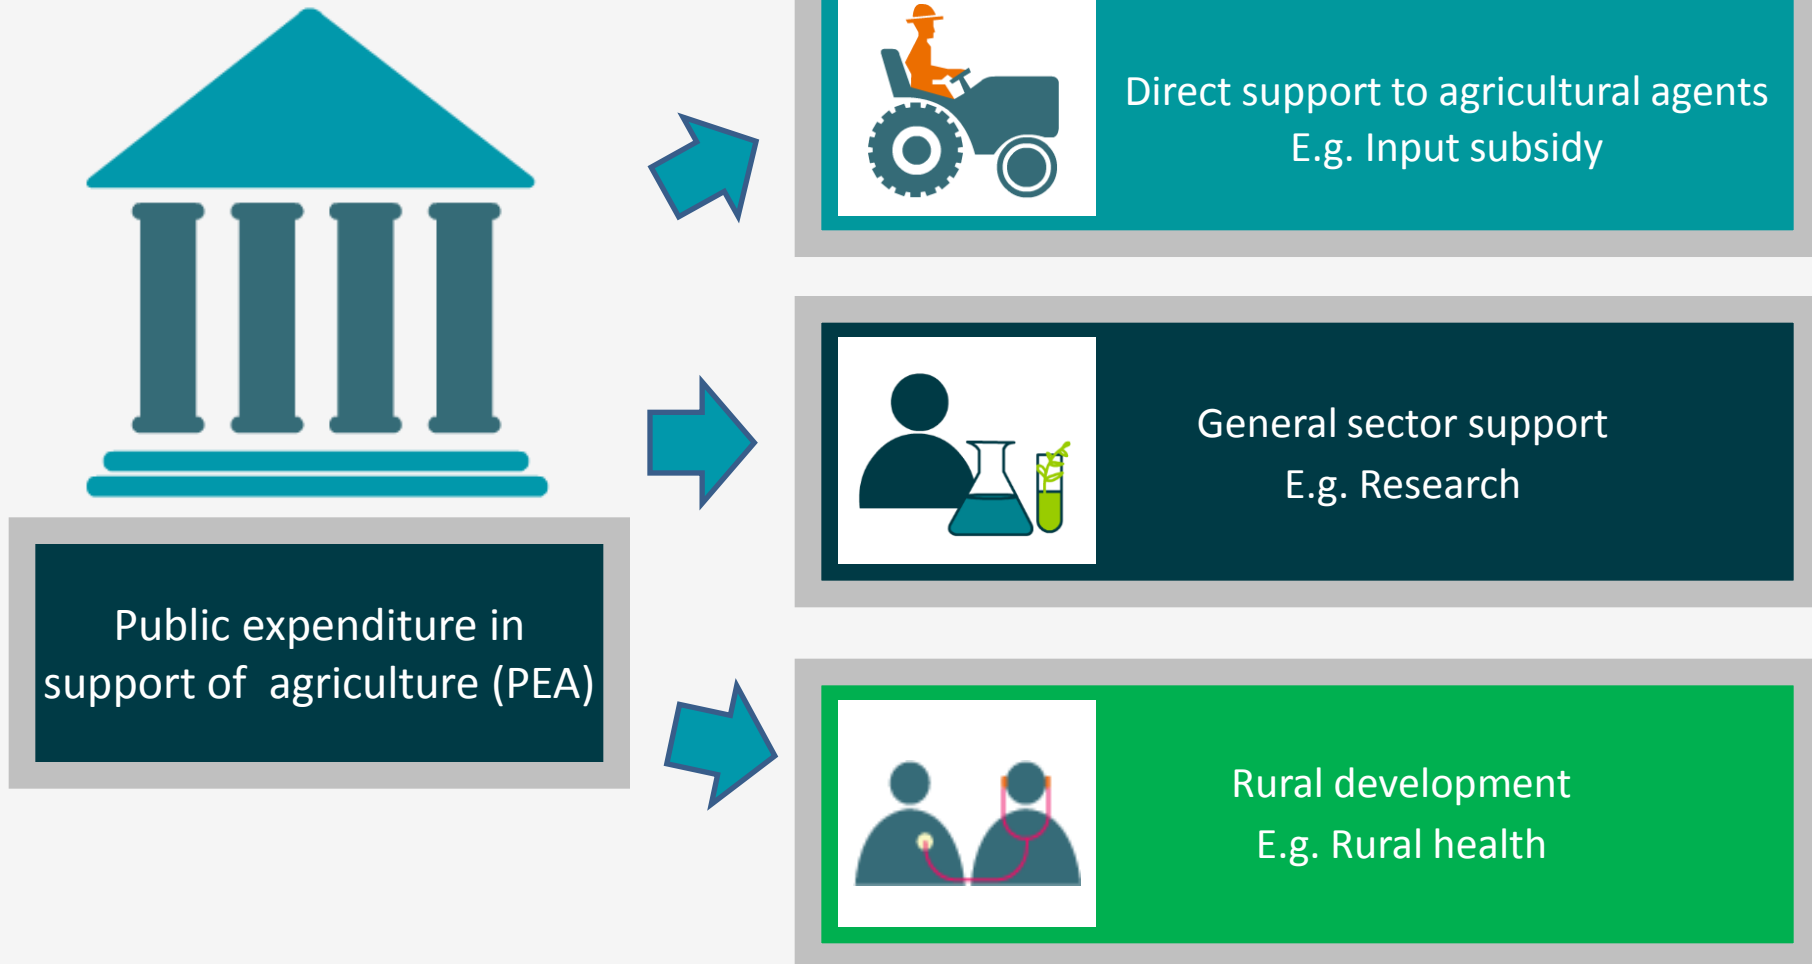 Direct support to agricultural agents
E.g. Input subsidy
General sector support
E.g. Research
Public expenditure in
support of  agriculture (PEA)
Rural development
E.g. Rural health